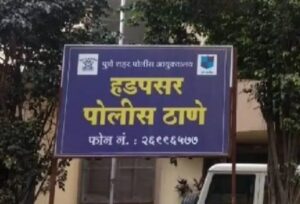 पुणे शहर पोलीस आयुक्तालय
हडपसर
पोलीस ठाणे
फोन नं. : २६९९६५७७